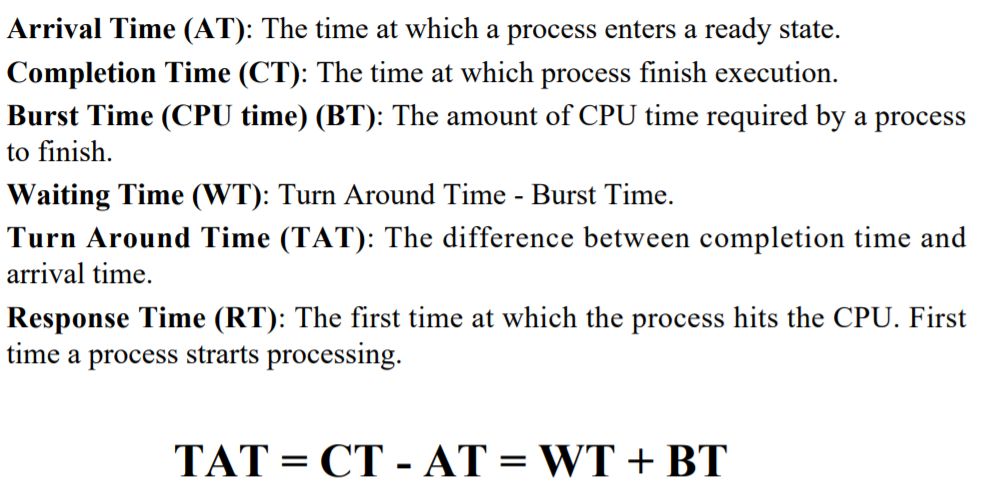 Arrival Time (AT): The time at which a process enters a ready state.
Completion Time (CT): The time at which process finish execution.
Burst Time (CPU time) (BT): The amount of CPU time required by a process
to finish.
Waiting Time (WT): Turn Around Time - Burst Time.
Turn Around Time (TAT): The difference between completion time and
arrival time.
Response Time (RT): The first time at which the process hits the CPU. First
time a process strarts processing.
TAT = CT - AT = WT + BT